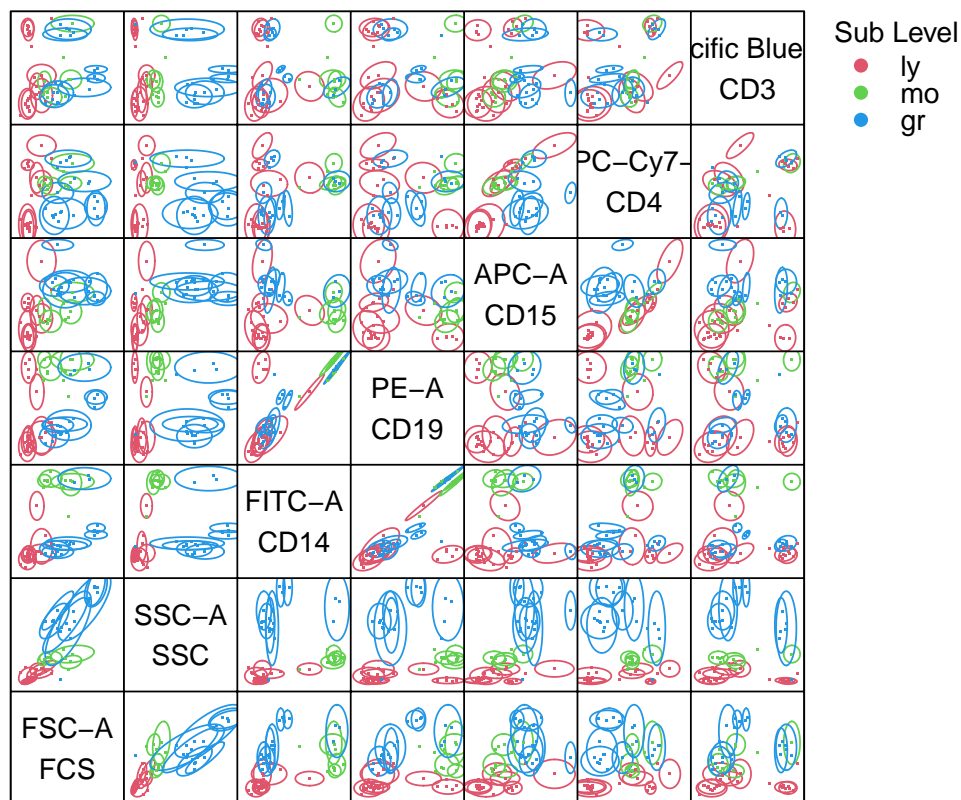 Sub Level
ly
mo
gr
cific Blue
CD3
PC−Cy7−
CD4
APC−A
CD15
PE−A
CD19
FITC−A
CD14
SSC−A
SSC
FSC−A
FCS